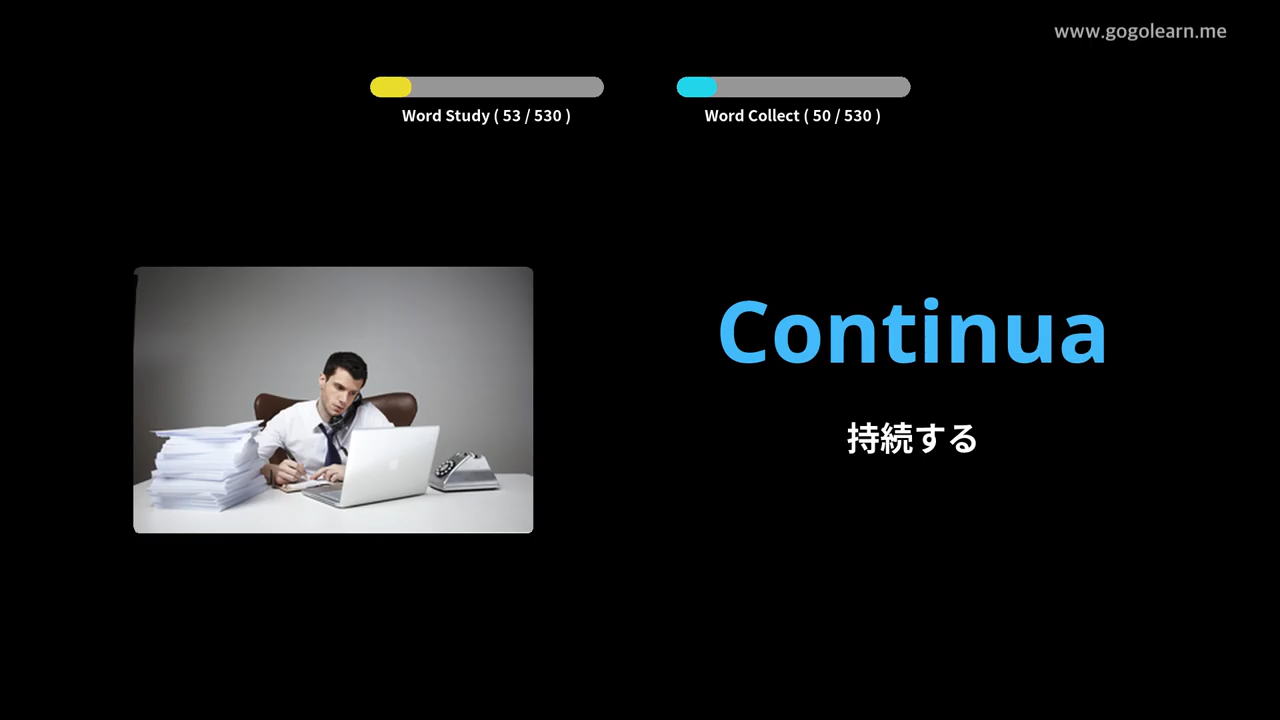 www.gogolearn.me
Word Study ( 53 / 530 )
Word Collect ( 50 / 530 )
Continua
持続する